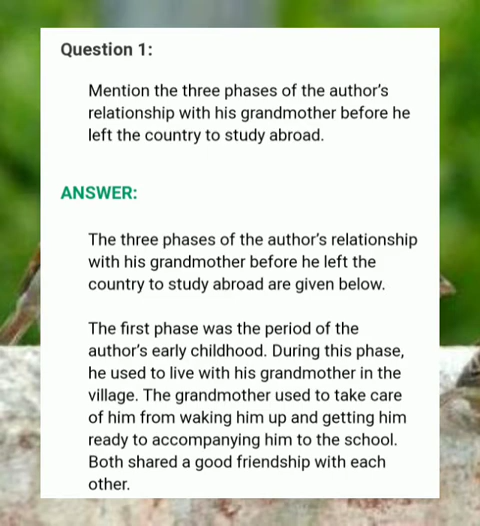 Question 1:
Mention the three phases of the author's
relationship with his grandmother before he
left the country to study abroad.
ANSWER:
The three phases of the author's relationship
with his grandmother before he left the
country to study abroad are given below.
The first phase was the period of the
author's early childhood. During this phase,
he used to live with his grandmother in the
village. The grandmother used to take care
of him from waking him up and getting him
ready to accompanying him to the school.
Both shared a good friendship with each
other.